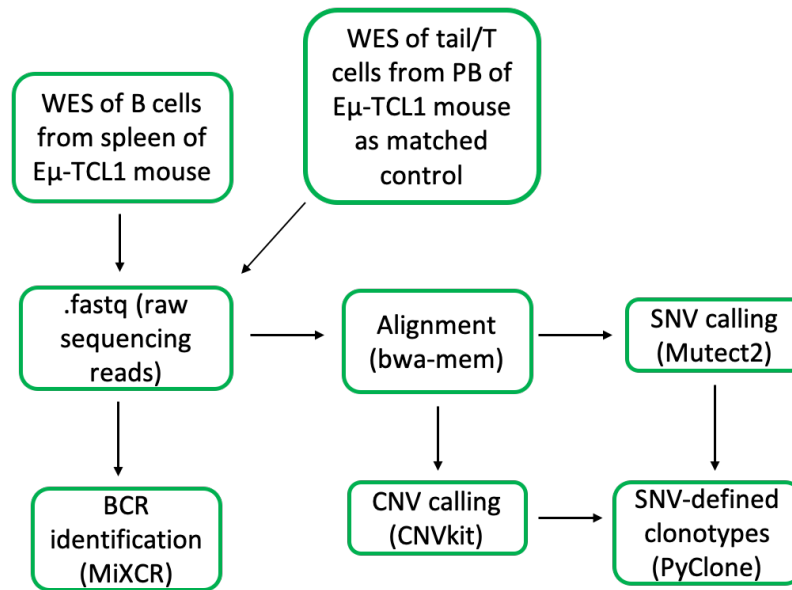 WES of B cells
from spleen of
Eμ-TCL1 mouse
WES of tail/T
cells from PB of
Eμ-TCL1 mouse
as matched
control
.fastq (raw
sequencing
reads)
Alignment
(bwa-mem)
SNV calling
(Mutect2)
BCR
identification
(MiXCR)
CNV calling
(CNVkit)
SNV-defined
clonotypes
(PyClone)